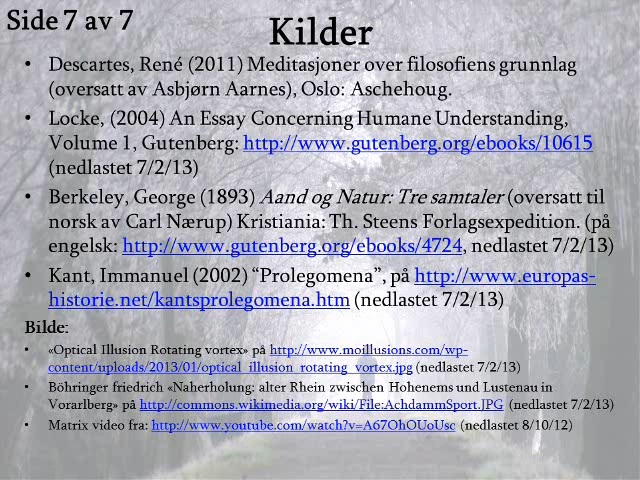 Side 7 av 7
Kilder
• Descartes, René (2011) Meditasjoner over filosofiens grunnlag
(oversatt av Asbjørn Aarnes), Oslo: Aschehoug.
• Locke, (2004) An Essay Concerning Humane Understanding,
Volume 1, Gutenberg: http://www.gutenberg.org/ebooks/10615
(nedlastet 7/2/13)
• Berkeley, George (1893) Aand og Natur: Tre samtaler (oversatt til
norsk av Carl Nærup) Kristiania: Th. Steens Forlagsexpedition. (på
engelsk: http://www.gutenberg.org/ebooks/4724, nedlastet 7/2/13)
• Kant, Immanuel (2002) “Prolegomena”, på http://www.europas-
historie.net/kantsprolegomena.htm (nedlastet 7/2/13)
Bilde:
• «Optical Illusion Rotating vortex» på http://www.moillusions.com/wp-
content/uploads/2013/01/optical_illusion_rotating_vortex.jpg (nedlastet 7/2/13)
• Böhringer friedrich «Naherholung: alter Rhein zwischen Hohenems und Lustenau in
Vorarlberg» på http://commons.wikimedia.org/wiki/File:AchdammSport.JPG (nedlastet 7/2/13)
• Matrix video fra: http://www.youtube.com/watch?v=A67OhOUoUsc (nedlastet 8/10/12)